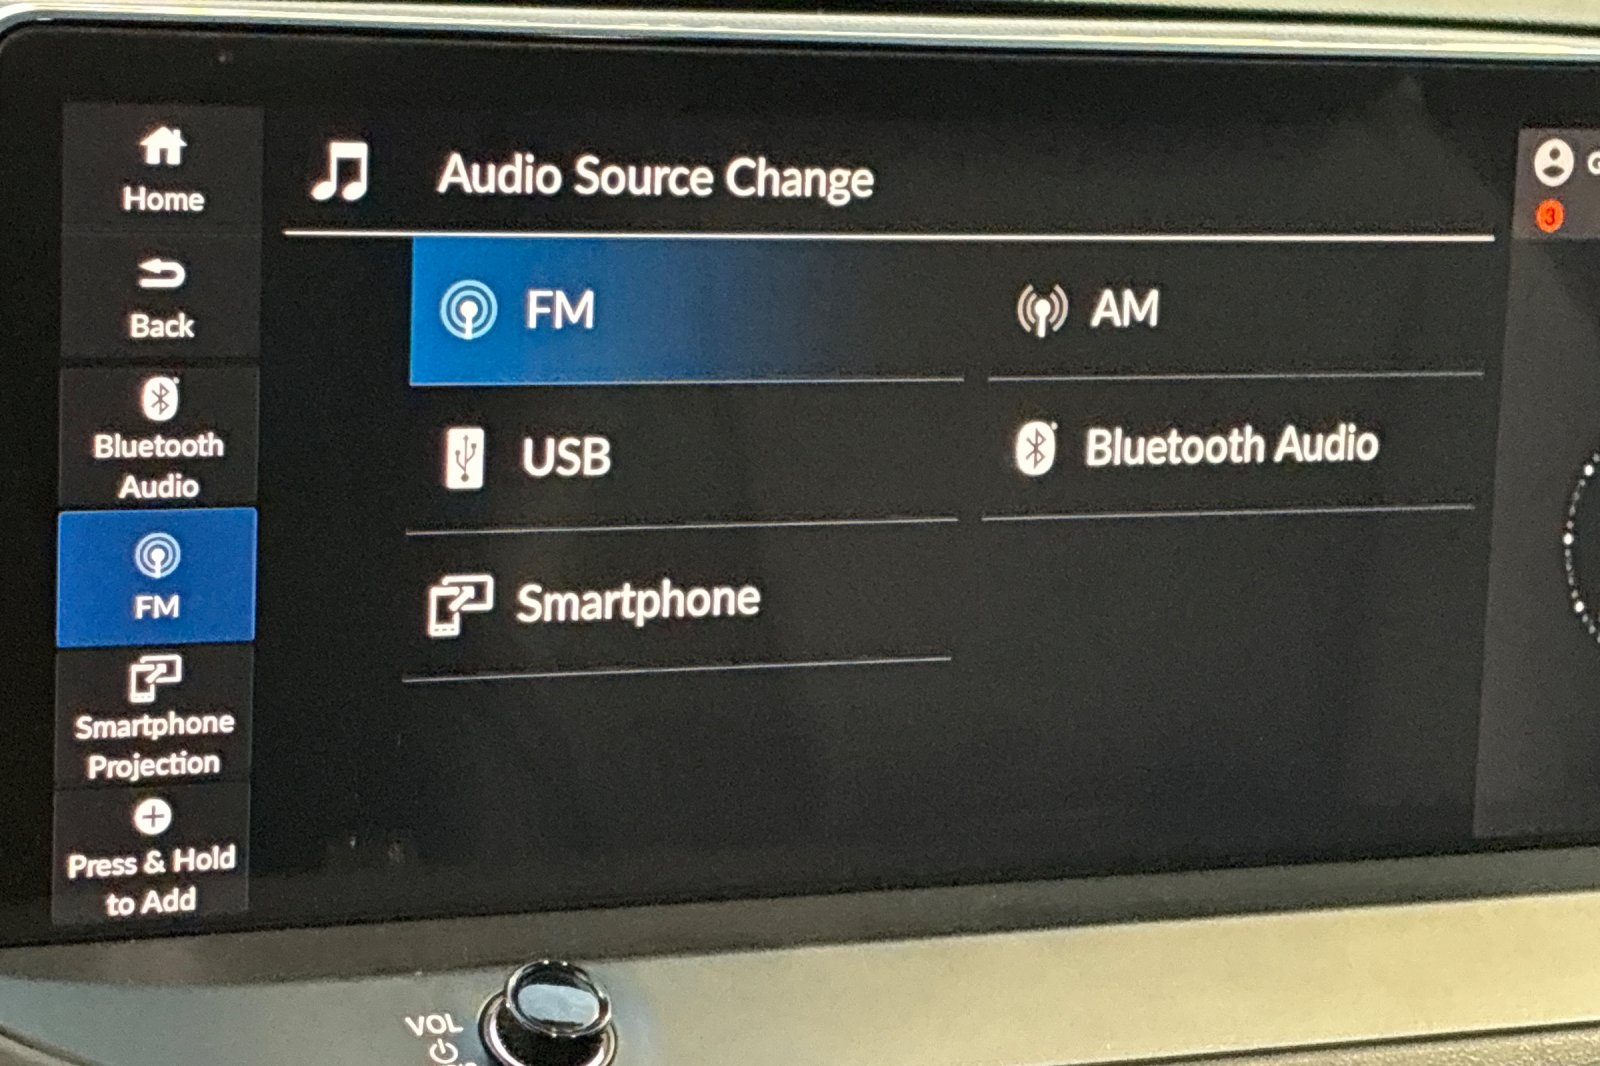 Home
Back
Bluetooth
Audio
FM
Smartphone
Projection
Press & Hold
to Add
Audio Source Change
FM
AM
USB
Bluetooth Audio
Smartphone
3
VOL